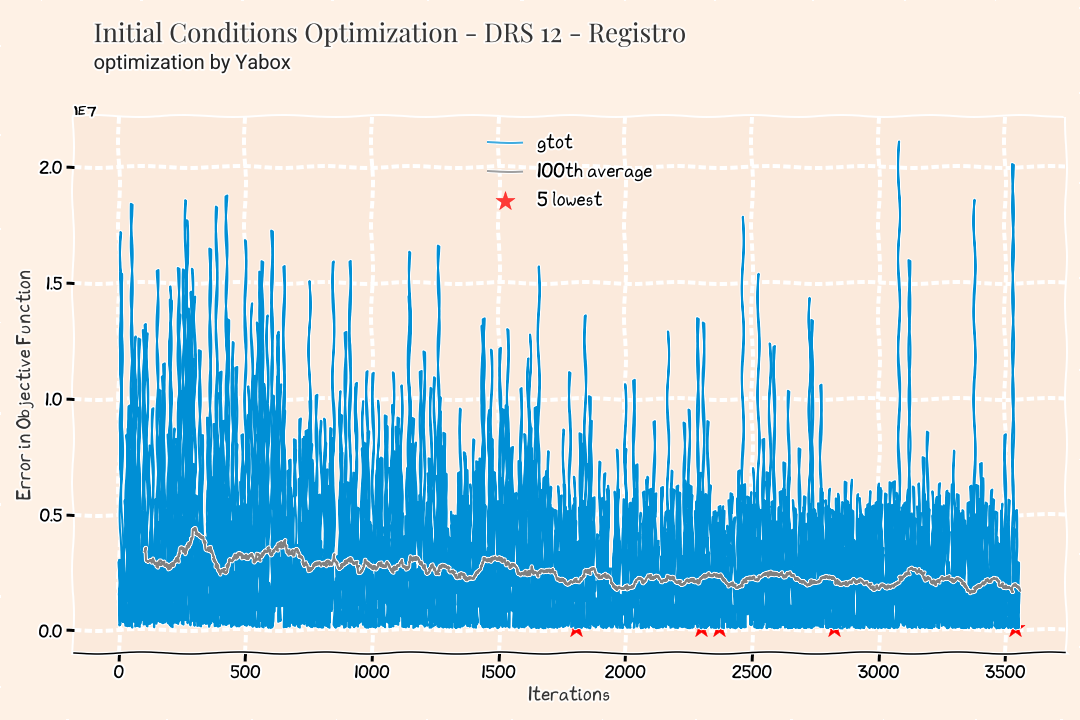 Initial Conditions Optimization - DRS 12 - Registro
optimization by Yabox
1E7
gtot
100th average
5 lowest
2.0
1.5
1.0
0.5
0.0
Error in Objective Function
0 500 1000 1500 2000 2500 3000 3500
Iterations